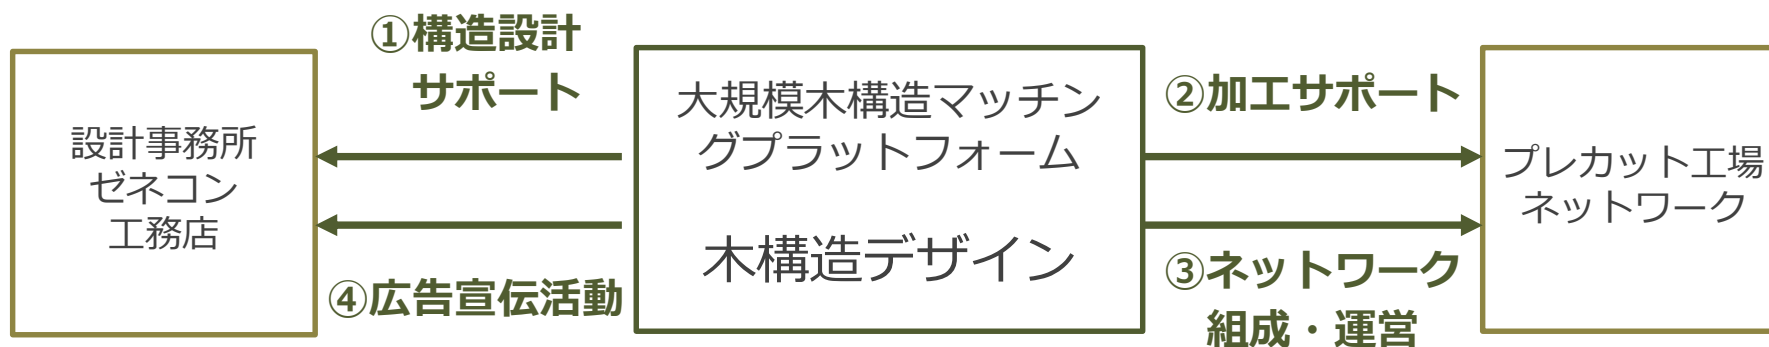 ①構造設計
サポート
設計事務所
ゼネコン
工務店
④広告宣伝活動
大規模木構造マッチン
グプラットフォーム
木構造デザイン
②加工サポート
③ネットワーク
組成・運営
プレカット工場
ネットワーク